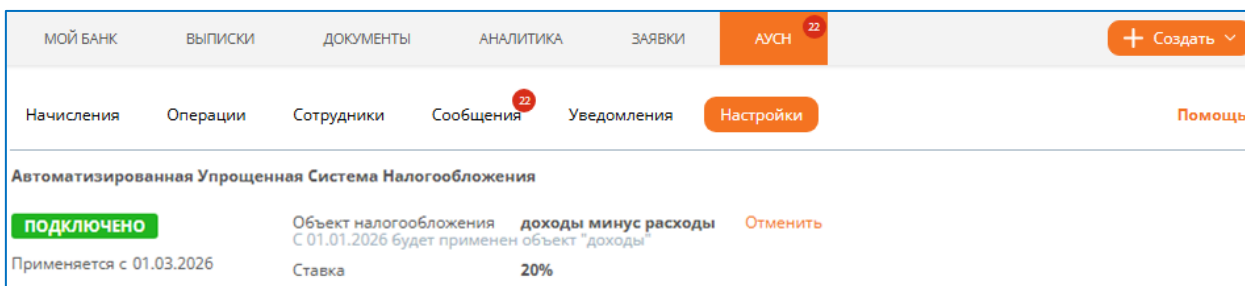 МОЙ БАНК ВЫПИСКИ ДОКУМЕНТЫ АНАЛИТИКА ЗАЯВКИ АУСН 22 + Создать
Начисления Операции Сотрудники Сообщения 22 Уведомления Настройки Помощь
Автоматизированная Упрощенная Система Налогообложения
ПОДКЛЮЧЕНО Объект налогообложения доходы минус расходы Отменить
С 01.01.2026 будет применен объект "доходы"
Применяется с 01.03.2026 Ставка 20%